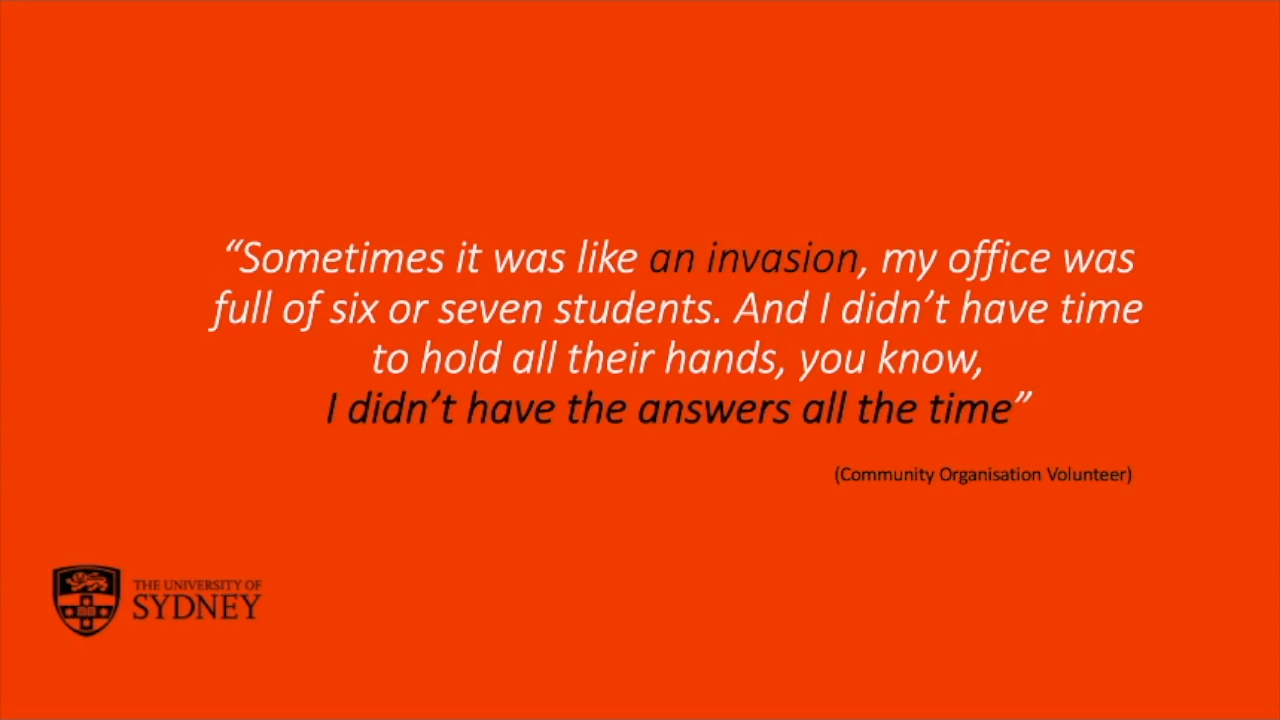 “Sometimes it was like an invasion, my office was
full of six or seven students. And I didn’t have time
to hold all their hands, you know,
I didn’t have the answers all the time”
(Community Organisation Volunteer)
THE UNIVERSITY OF
SYDNEY